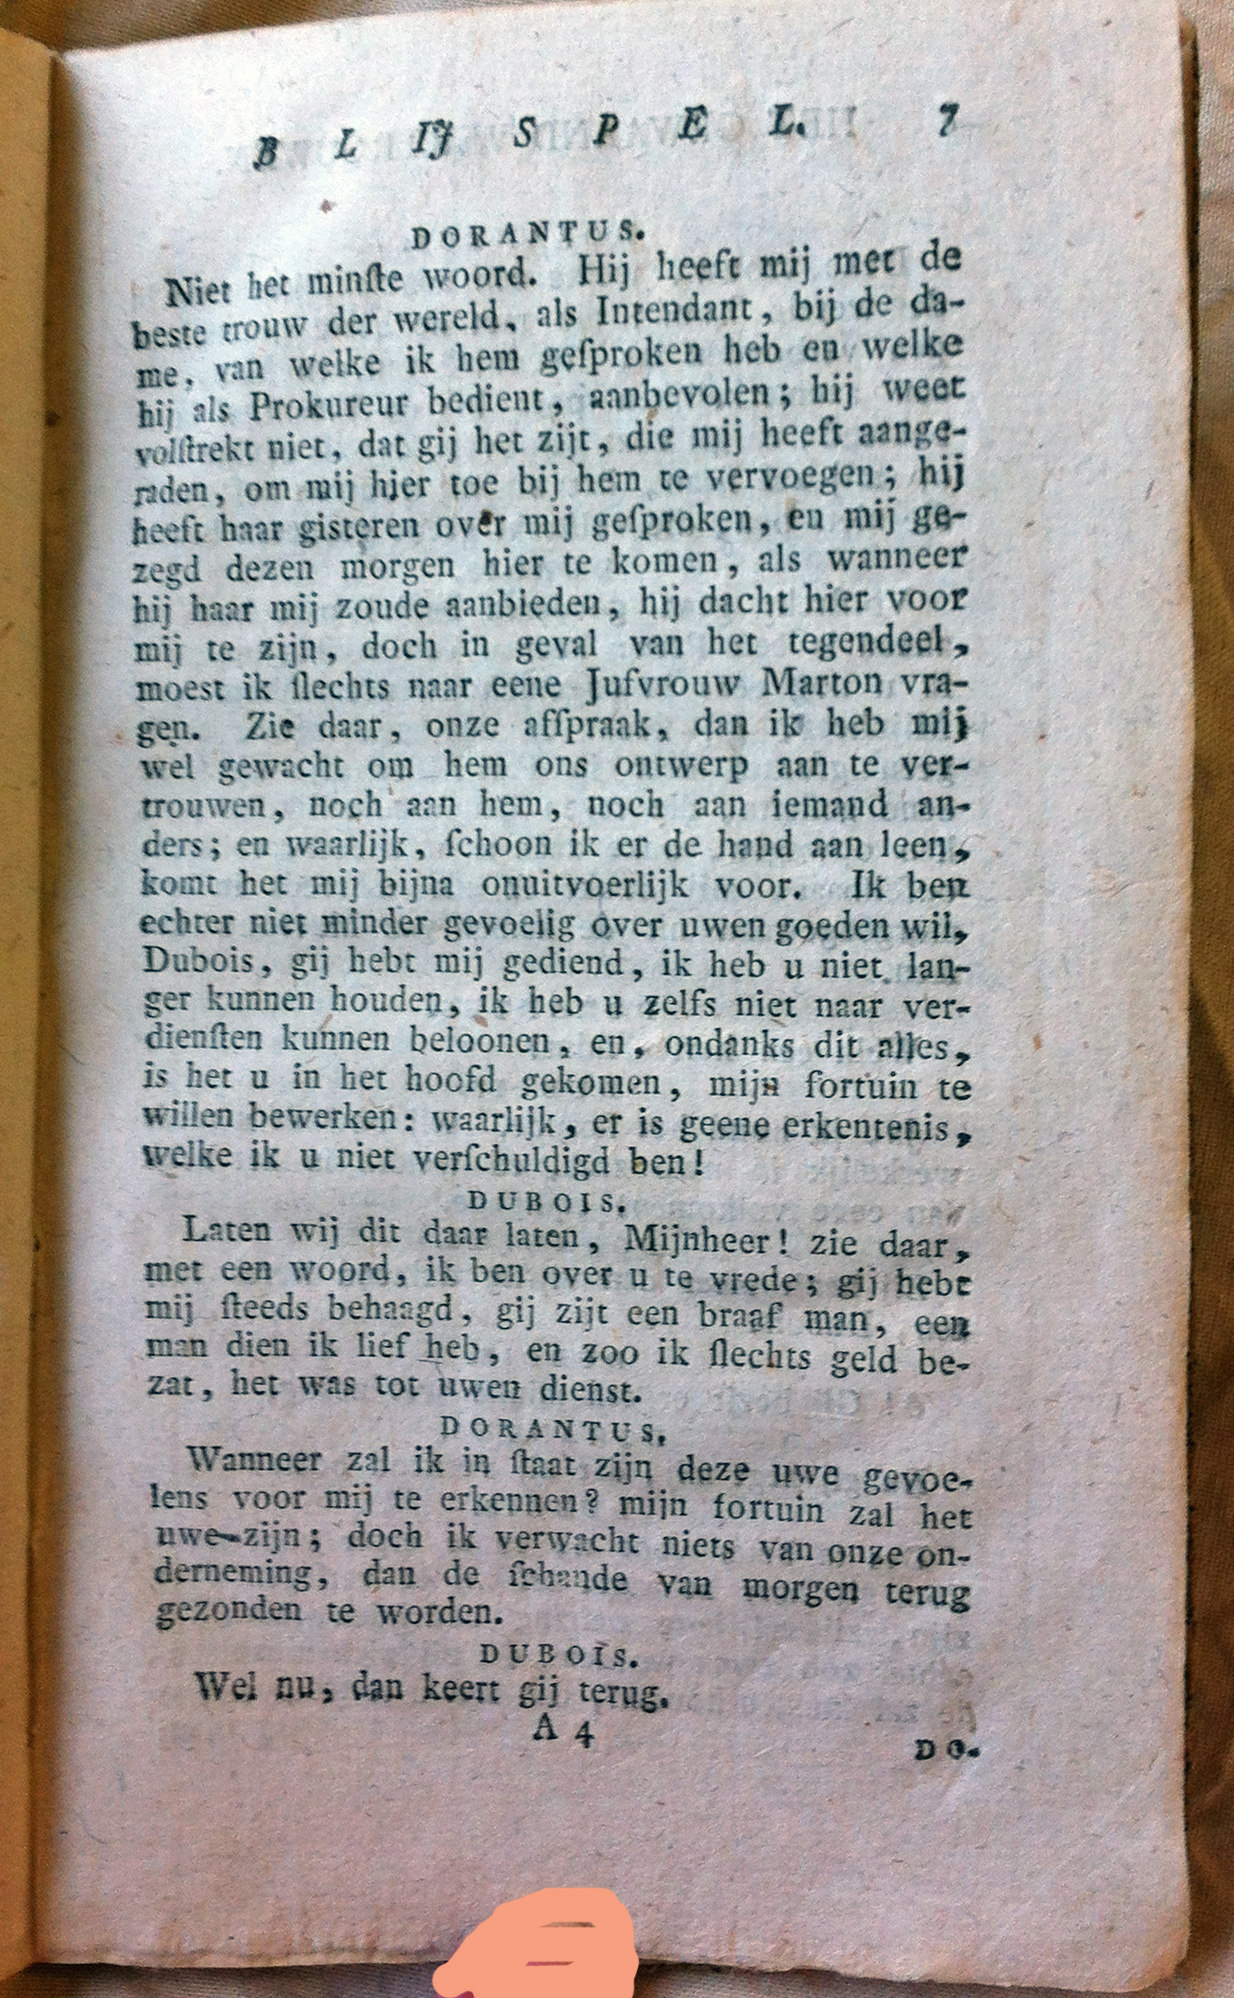 BLIJSPEL. 7
DORANTUS.
Niet het minſte woord. Hij heeft mij met de
beste trouw der wereld, als Intendant, bij de da-
me, van welke ik hem geſproken heb en welke
hij als Prokureur bedient, aanbevolen; hij weet
volſtrekt niet, dat gij het zijt, die mij heeft aange-
raden, om mij hier toe bij hem te vervoegen; hij
heeft haar gisteren over mij geſproken, en mij ge-
zegd dezen morgen hier te komen, als wanneer
hij haar mij zoude aanbieden, hij dacht hier voor
mij te zijn, doch in geval van het tegendeel,
moest ik ſlechts naar eene Jufvrouw Marton vra-
gen. Zie daar, onze afſpraak, dan ik heb mij
wel gewacht om hem ons ontwerp aan te ver-
trouwen, noch aan hem, noch aan iemand an-
ders; en waarlijk, ſchoon ik er de hand aan leen,
komt het mij bijna onuitvoerlijk voor. Ik ben
echter niet minder gevoelig over uwen goeden wil,
Dubois, gij hebt mij gediend, ik heb u niet lan-
ger kunnen houden, ik heb u zelfs niet naar ver-
dienſten kunnen beloonen, en, ondanks dit alles,
is het u in het hoofd gekomen, mijn fortuin te
willen bewerken: waarlijk, er is geene erkentenis,
welke ik u niet verſchuldigd ben!
DUBOIS.
Laten wij dit daar laten, Mijnheer! zie daar,
met een woord, ik ben over u te vrede; gij hebt
mij ſteeds behaagd, gij zijt een braaf man, een
man dien ik lief heb, en zoo ik ſlechts geld be-
zat, het was tot uwen dienst.
DORANTUS.
Wanneer zal ik in ſtaat zijn deze uwe gevoe-
lens voor mij te erkennen? mijn fortuin zal het
uwe zijn; doch ik verwacht niets van onze on-
derneming, dan de ſchande van morgen terug
gezonden te worden.
DUBOIS.
Wel nu, dan keert gij terug.
A 4
DO-